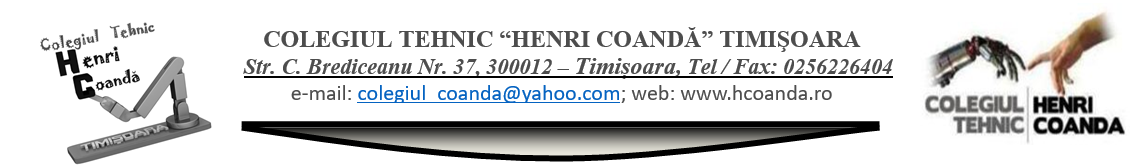 Colegiul Tehnic
Henri
Coandă
TIMIŞOARA
COLEGIUL TEHNIC “HENRI COANDĂ” TIMIŞOARA
Str. C. Brediceanu Nr. 37, 300012 – Timişoara, Tel / Fax: 0256226404
e-mail: colegiul_coanda@yahoo.com; web: www.hcoanda.ro
COLEGIUL HENRI
TEHNIC COANDA